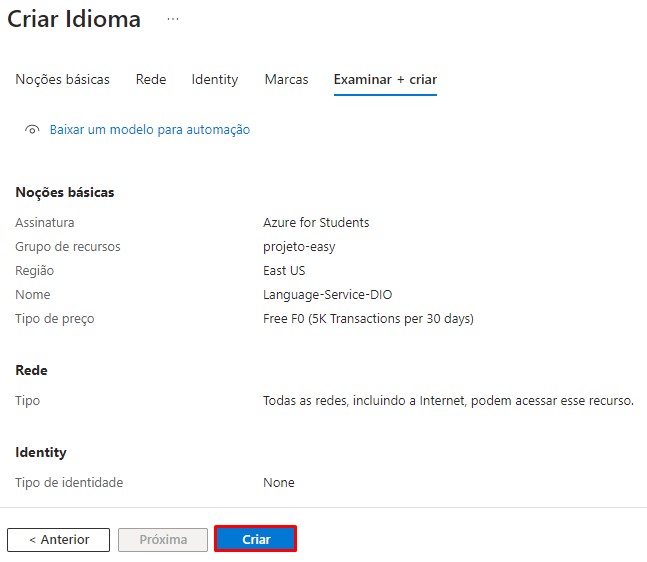 Criar Idioma ...
Noções básicas Rede Identity Marcas Examinar + criar
Baixar um modelo para automação
Noções básicas
Assinatura Azure for Students
Grupo de recursos projeto-easy
Região East US
Nome Language-Service-DIO
Tipo de preço Free F0 (5K Transactions per 30 days)
Rede
Tipo Todas as redes, incluindo a Internet, podem acessar esse recurso.
Identity
Tipo de identidade None
< Anterior Próxima Criar